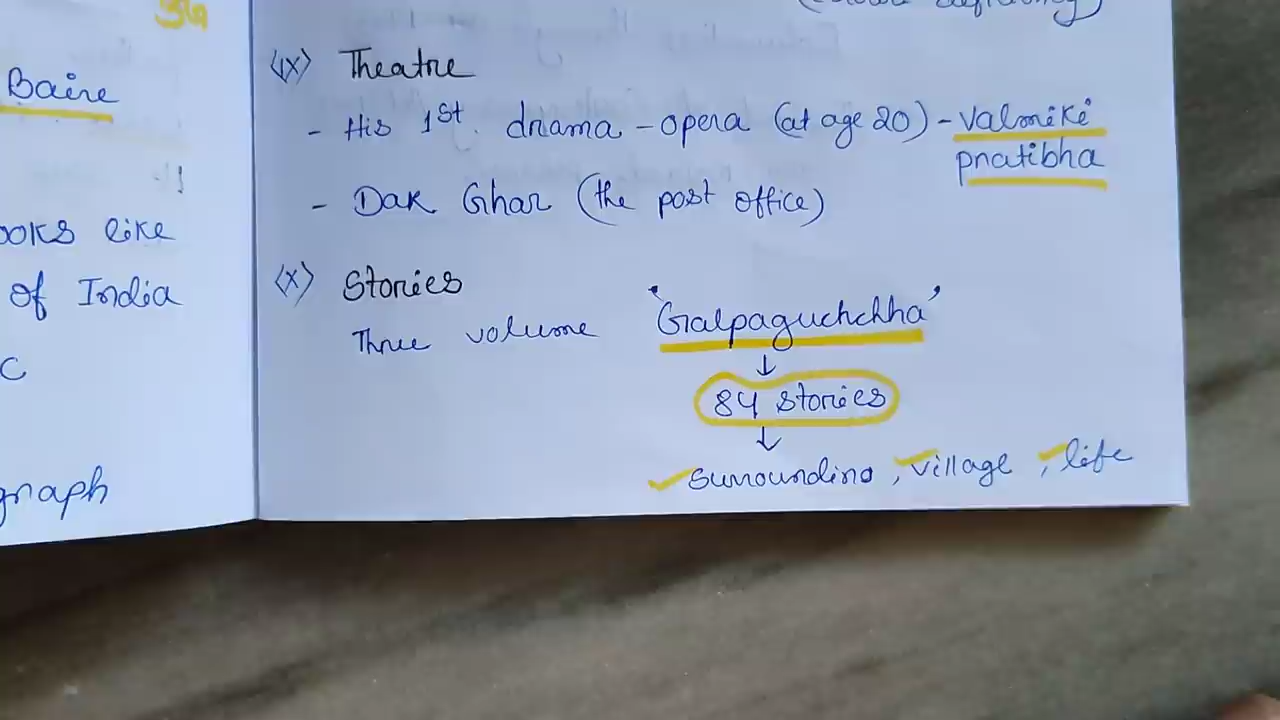 Baire
ooks like
of India
C
graph
(ix) Theatre
- His 1st. drama - opera (at age 20) - Valmiki
pratibha
- Dak Ghar (the post office)
(x) Stories
Three volume 'Galpaguchchha'
↓
84 stories
↓
✓ surrounding, ✓ village, ✓ life